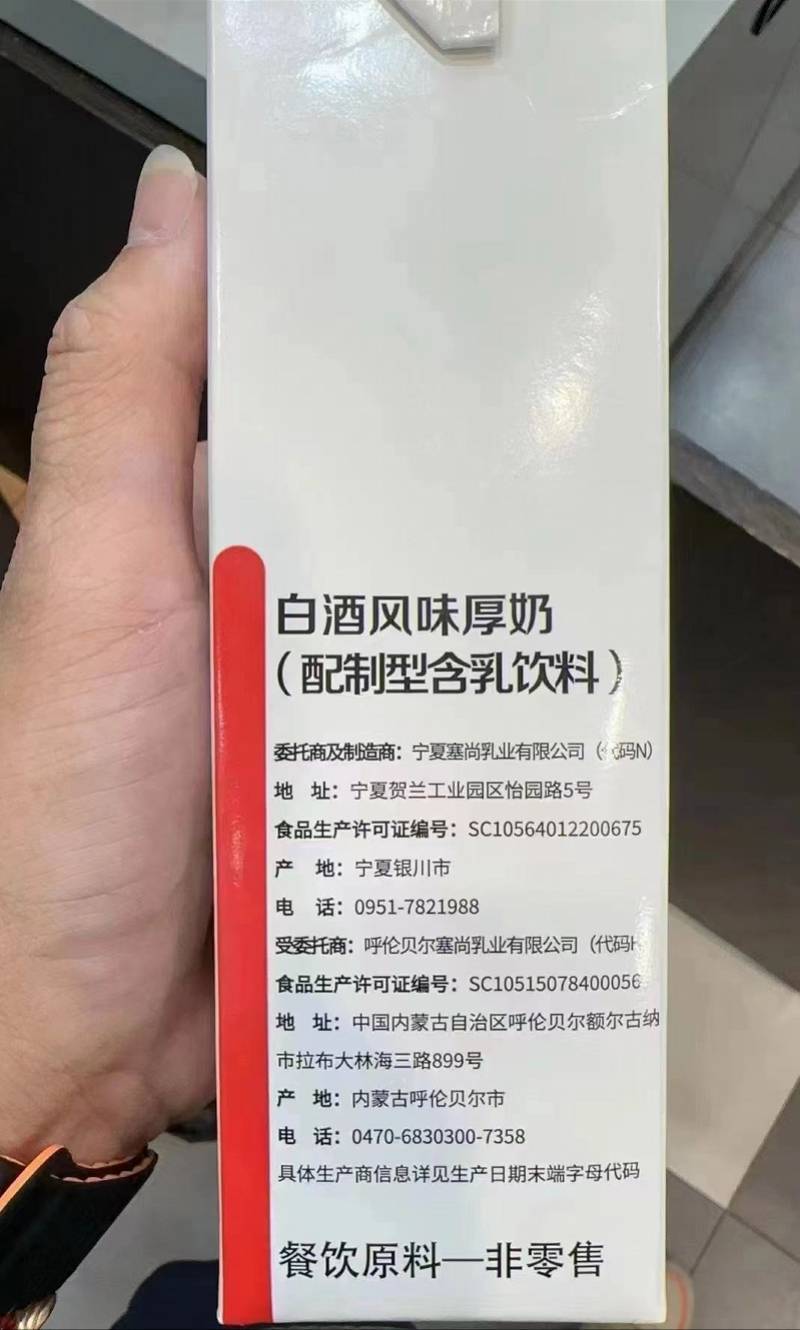 白酒风味厚奶
（配制型含乳饮料）
委托商及制造商：宁夏塞尚乳业有限公司（代码N）
地 址：宁夏贺兰工业园区怡园路5号
食品生产许可证编号：SC10564012200675
产 地：宁夏银川市
电 话：0951-7821988
受委托商：呼伦贝尔塞尚乳业有限公司（代码H
食品生产许可证编号：SC10515078400056
地 址：中国内蒙古自治区呼伦贝尔额尔古纳
市拉布大林海三路899号
产 地：内蒙古呼伦贝尔市
电 话：0470-6830300-7358
具体生产商信息详见生产日期末端字母代码
餐饮原料—非零售